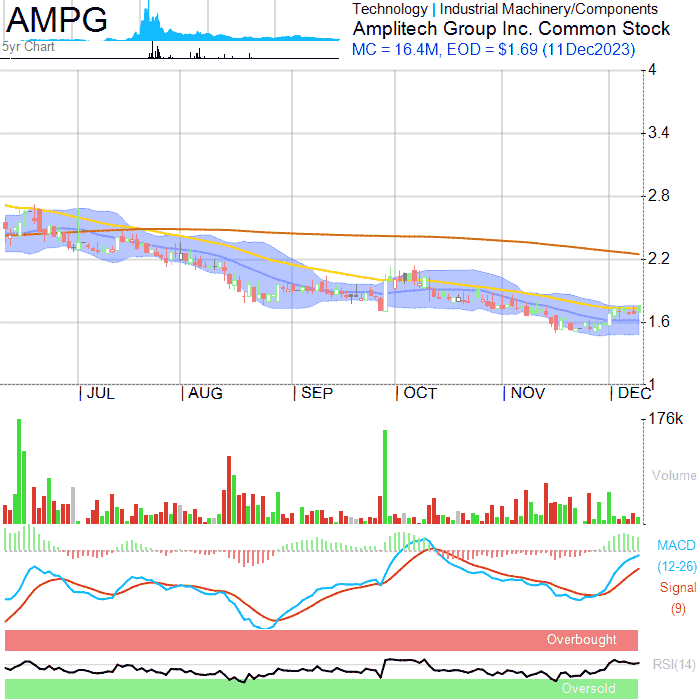 AMPG
5yr Chart
Technology | Industrial Machinery/Components
Amplitech Group Inc. Common Stock
MC = 16.4M, EOD = $1.69 (11Dec2023)
4
3.4
2.8
2.2
1.6
1
JUL AUG SEP OCT NOV DEC
176k
Volume
MACD
(12-26)
Signal
(9)
Overbought
RSI(14)
Oversold